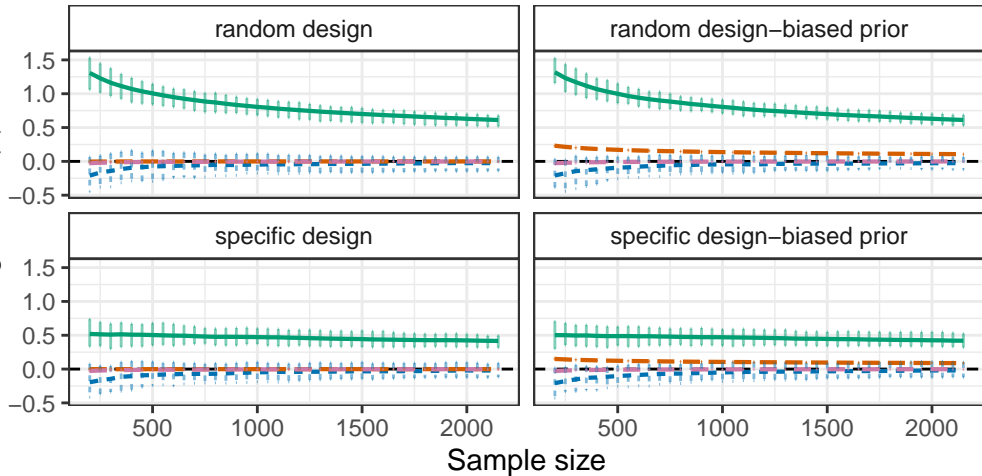 random design
random design−biased prior
1.5
1.0
0.5
0.0
−0.5
specific design
specific design−biased prior
1.5
1.0
0.5
0.0
−0.5
500 1000 1500 2000 500 1000 1500 2000
Sample size